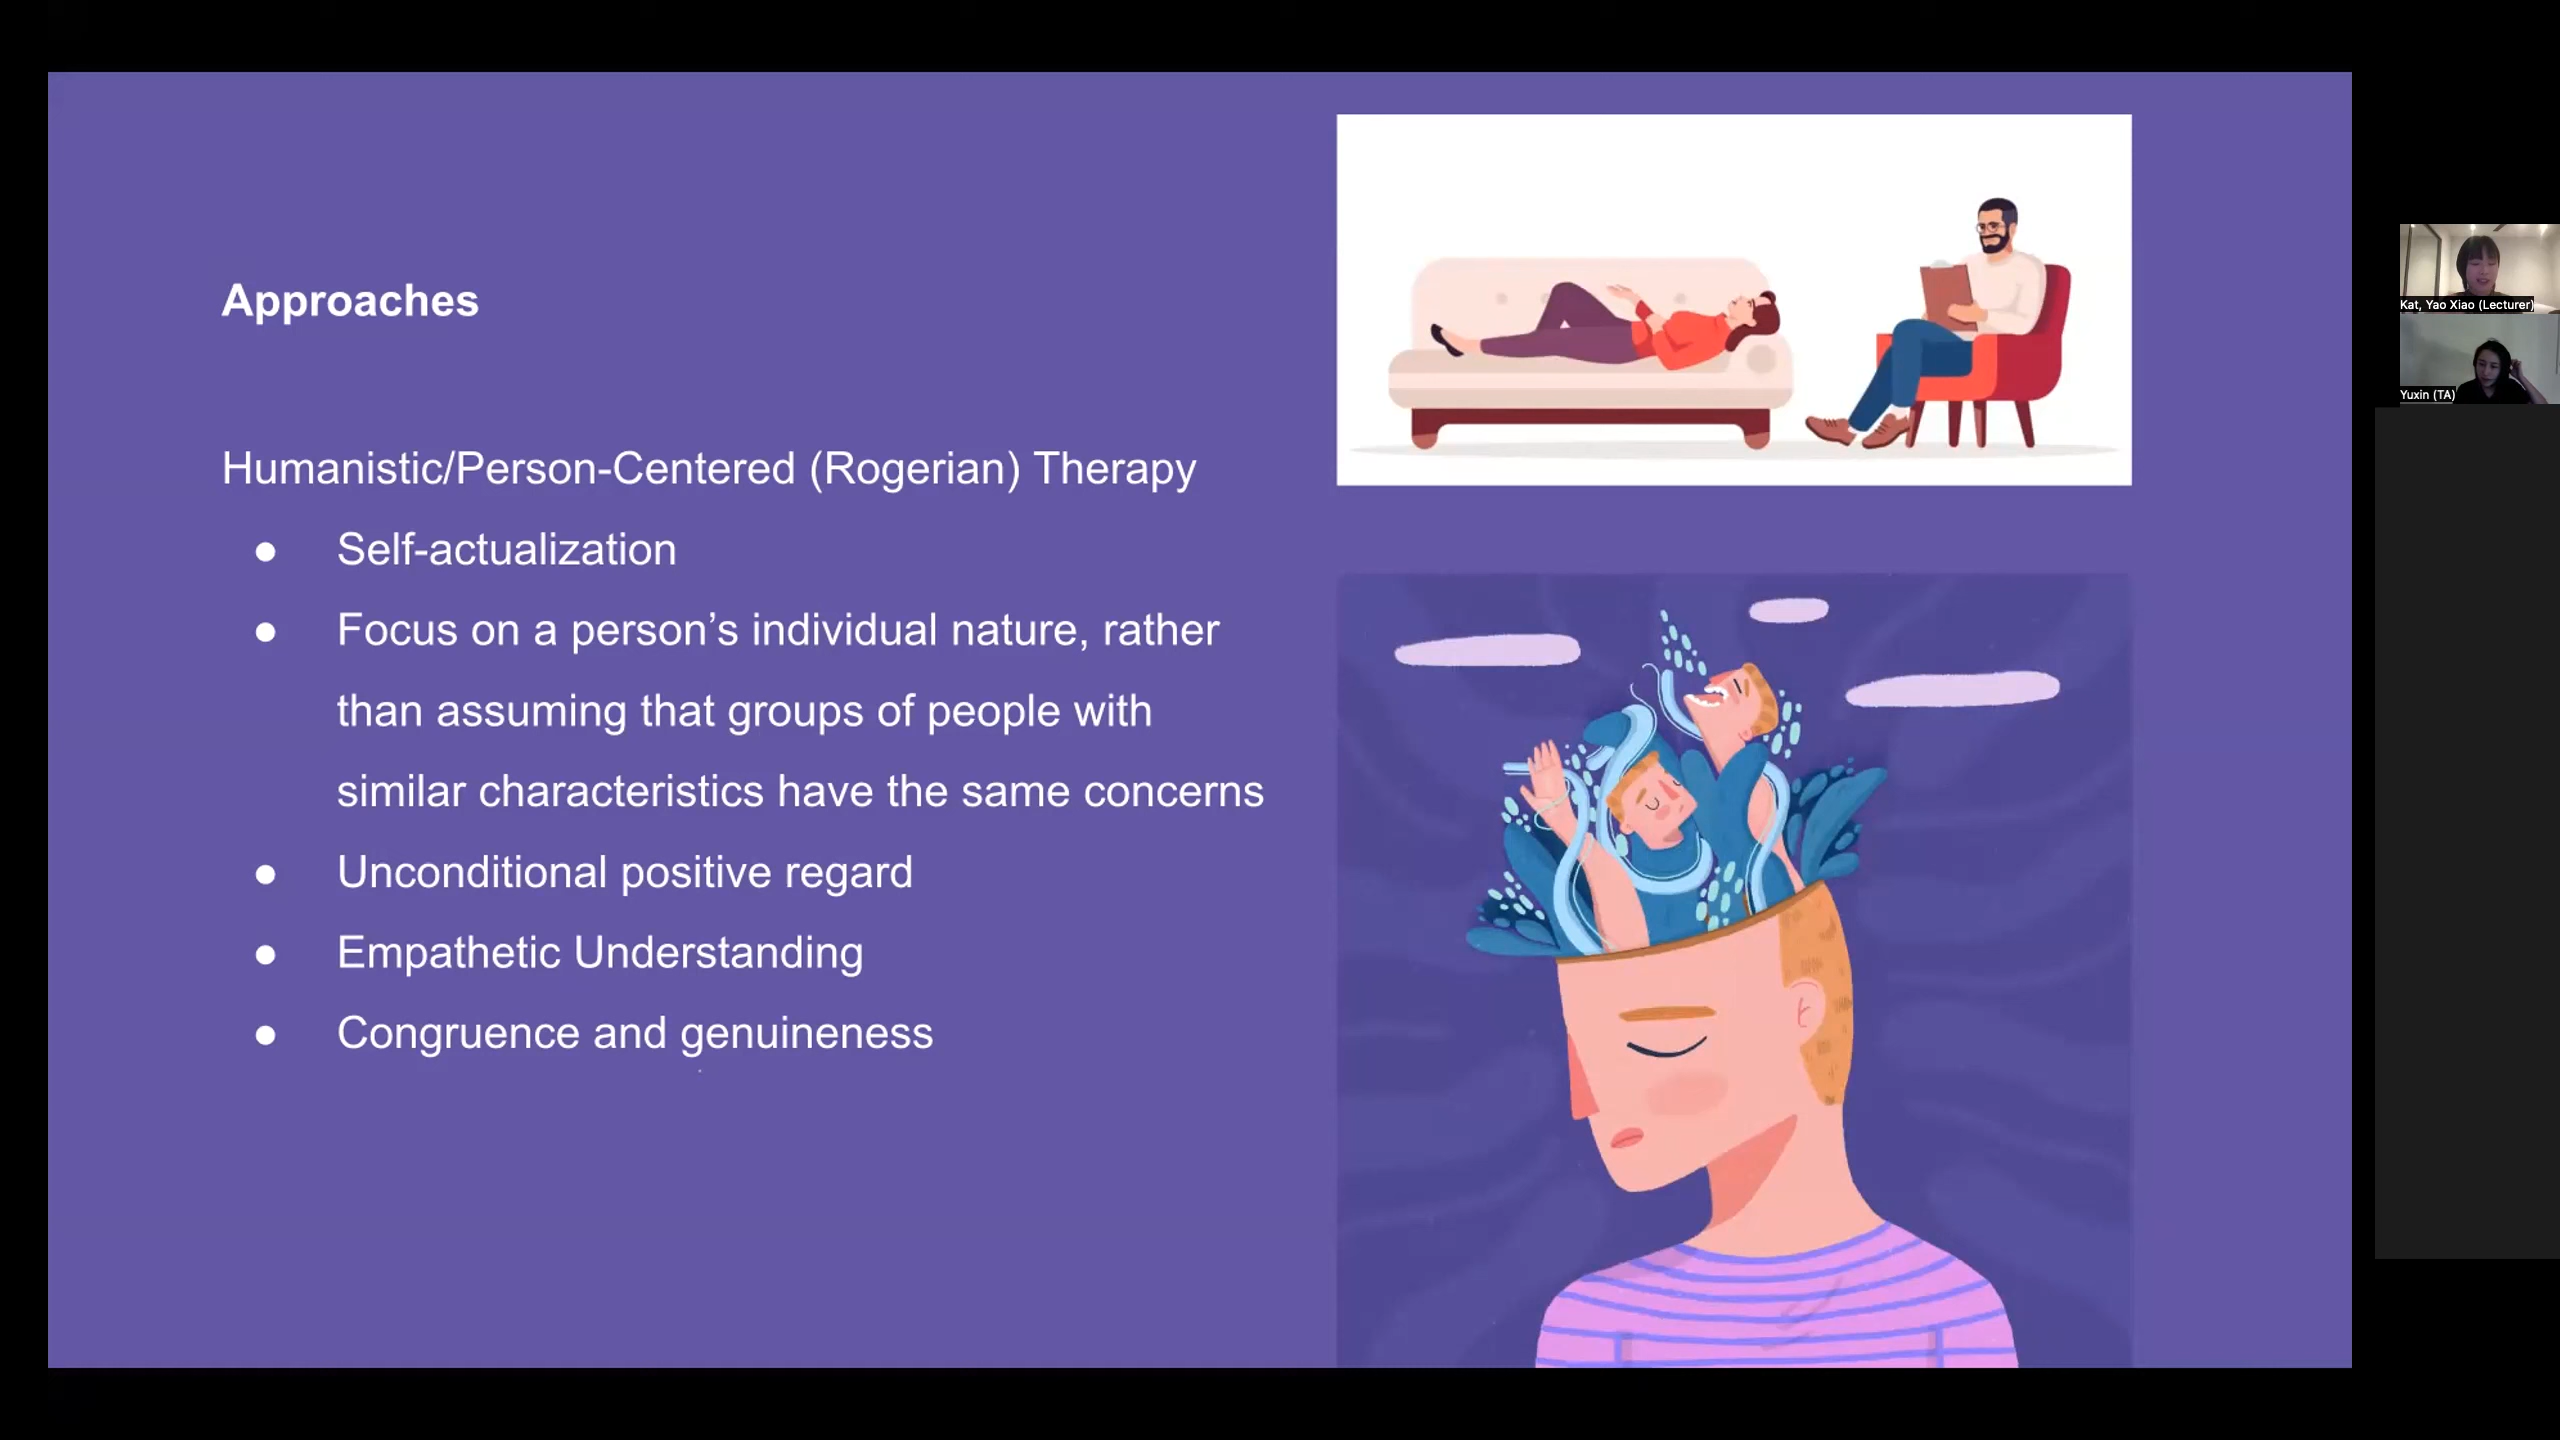 Approaches
Humanistic/Person-Centered (Rogerian) Therapy
● Self-actualization
● Focus on a person’s individual nature, rather
than assuming that groups of people with
similar characteristics have the same concerns
● Unconditional positive regard
● Empathetic Understanding
● Congruence and genuineness
Kat, Yao Xiao (Lecturer)
Yuxin (TA)